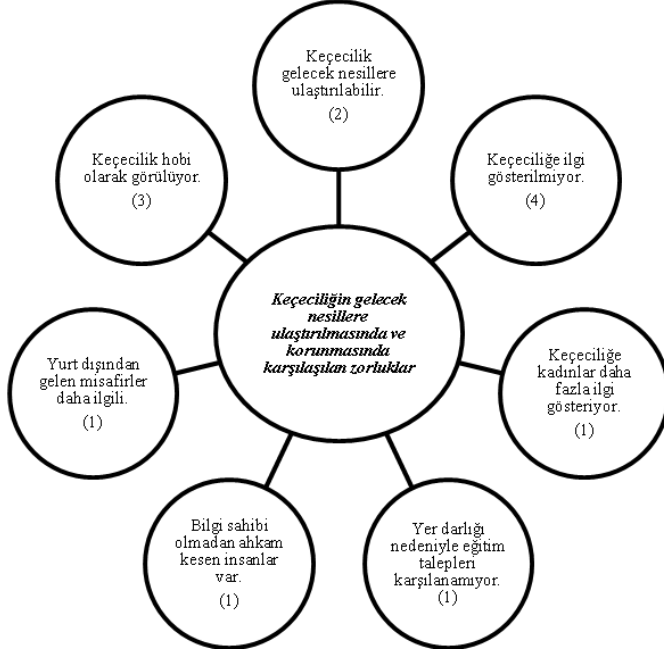 Keçecilik
gelecek nesillere
ulaştırılabilir.
(2)
Keçecilik hobi
olarak görülüyor.
(3)
Keçeciliğe ilgi
gösterilmiyor.
(4)
Keçeciliğin gelecek
nesillere
ulaştırılmasında ve
korunmasında
karşılaşılan zorluklar
Yurt dışından
gelen misafirler
daha ilgili.
(1)
Keçeciliğe
kadınlar daha
fazla ilgi
gösteriyor.
(1)
Bilgi sahibi
olmadan ahkam
kesen insanlar
var.
(1)
Yer darlığı
nedeniyle eğitim
talepleri
karşılanamıyor.
(1)